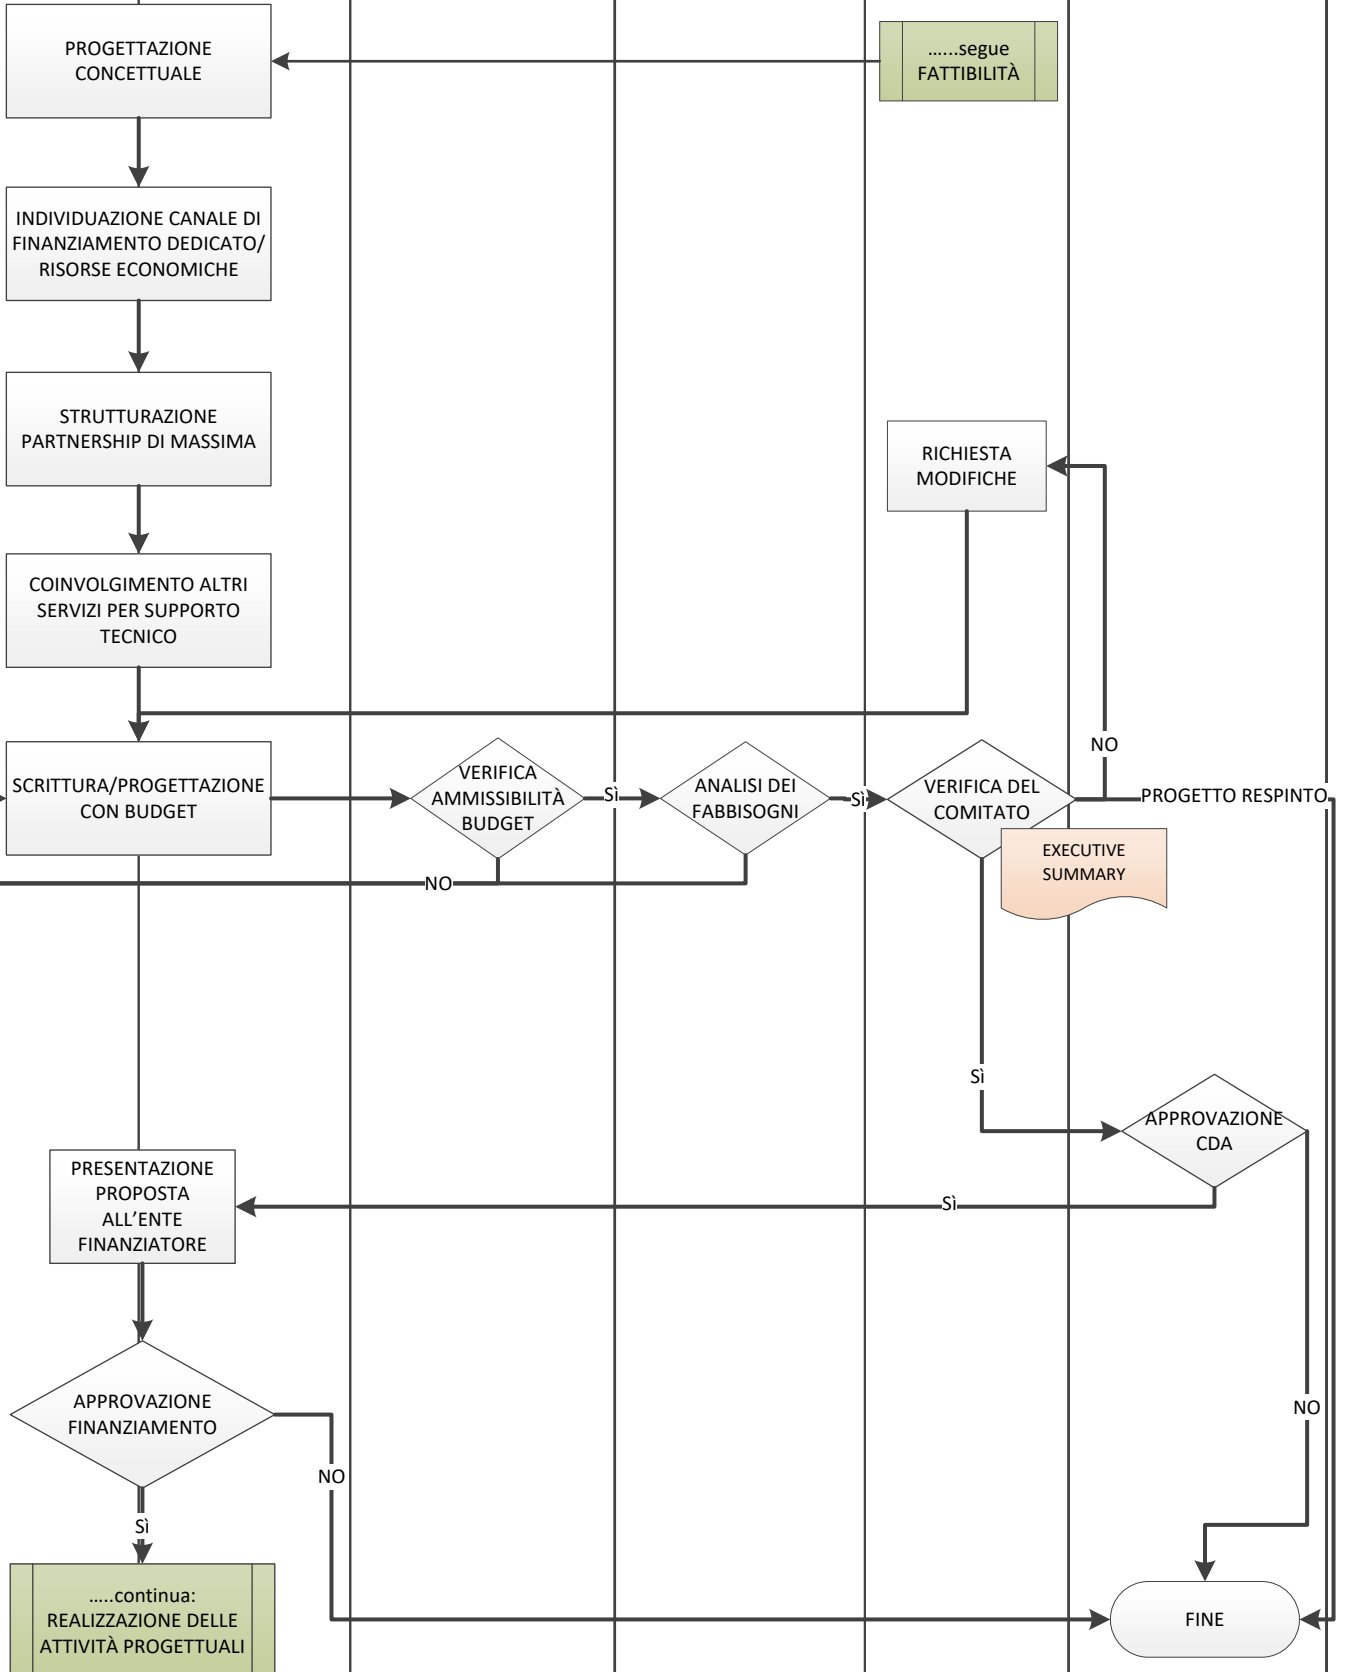 PROGETTAZIONE
CONCETTUALE
…...segue
FATTIBILITÀ
INDIVIDUAZIONE CANALE DI
FINANZIAMENTO DEDICATO/
RISORSE ECONOMICHE
STRUTTURAZIONE
PARTNERSHIP DI MASSIMA
RICHIESTA
MODIFICHE
COINVOLGIMENTO ALTRI
SERVIZI PER SUPPORTO
TECNICO
SCRITTURA/PROGETTAZIONE
CON BUDGET
VERIFICA
AMMISSIBILITÀ
BUDGET
Sì
ANALISI DEI
FABBISOGNI
Sì
VERIFICA DEL
COMITATO
NO
PROGETTO RESPINTO
EXECUTIVE
SUMMARY
NO
Sì
APPROVAZIONE
CDA
PRESENTAZIONE
PROPOSTA
ALL’ENTE
FINANZIATORE
Sì
APPROVAZIONE
FINANZIAMENTO
NO
NO
Sì
…..continua:
REALIZZAZIONE DELLE
ATTIVITÀ PROGETTUALI
FINE